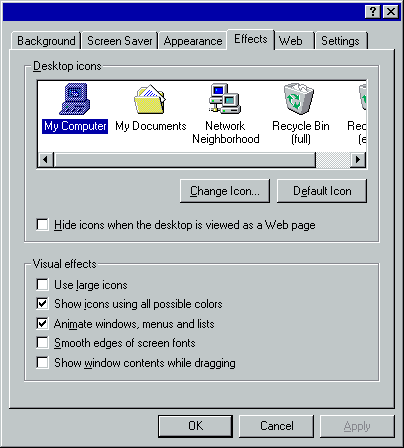 Background Screen Saver Appearance Effects Web Settings
Desktop icons
My Computer My Documents Network Neighborhood Recycle Bin (full) Recy (e
Change Icon... Default Icon
Hide icons when the desktop is viewed as a Web page
Visual effects
Use large icons
Show icons using all possible colors
Animate windows, menus and lists
Smooth edges of screen fonts
Show window contents while dragging
OK Cancel Apply